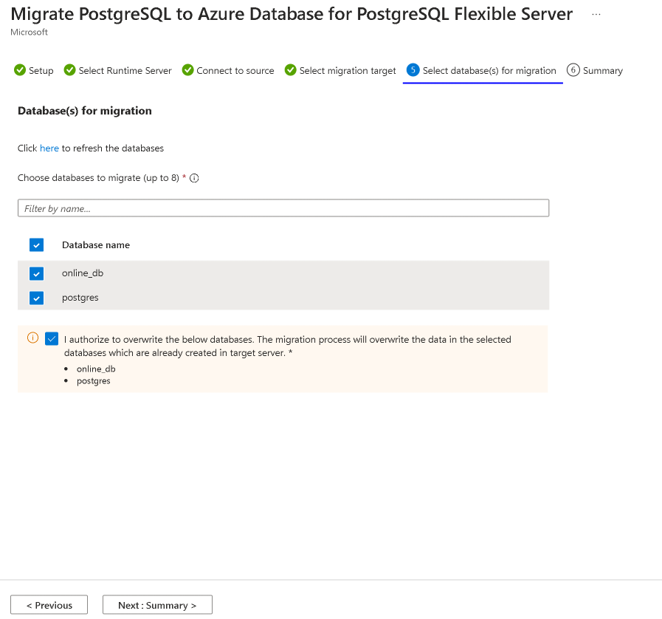 Migrate PostgreSQL to Azure Database for PostgreSQL Flexible Server ...
Microsoft
Setup Select Runtime Server Connect to source Select migration target 5 Select database(s) for migration 6 Summary
Database(s) for migration
Click here to refresh the databases
Choose databases to migrate (up to 8) *
Filter by name...
Database name
online_db
postgres
I authorize to overwrite the below databases. The migration process will overwrite the data in the selected
databases which are already created in target server. *
• online_db
• postgres
< Previous Next : Summary >